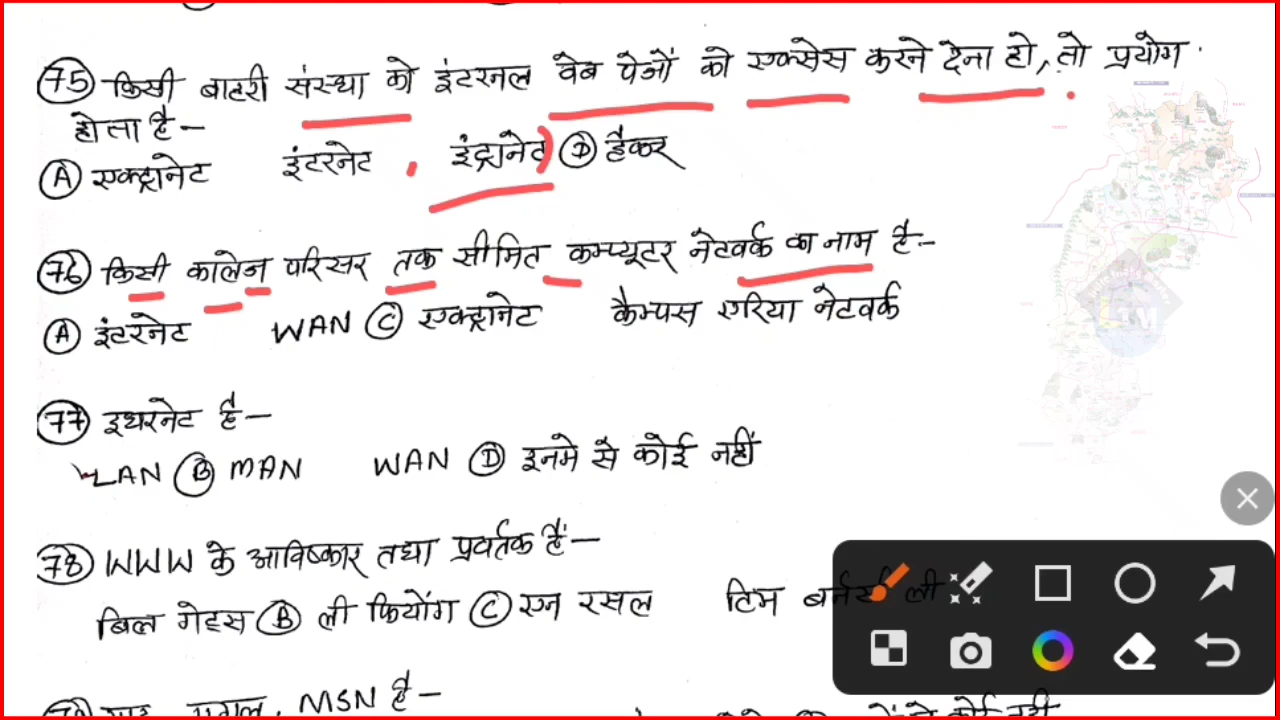 75 किसी बाहरी संस्था को इंटरनल वेब पेजों को एक्सेस करने देना हो, तो प्रयोग
होता है-
A एक्ट्रानेट इंटरनेट इंट्रानेट D हैकर
76 किसी कालेज परिसर तक सीमित कम्प्यूटर नेटवर्क का नाम है-
A इंटरनेट WAN C एक्ट्रानेट कैम्पस एरिया नेटवर्क
77 इथरनेट है-
LAN B MAN WAN D इनमे से कोई नहीं
78 WWW के आविष्कार तथा प्रवर्तक हैं-
बिल गेट्स B ली फियोंग C एन रसल टिम बर्नर्स ली
MSN है-